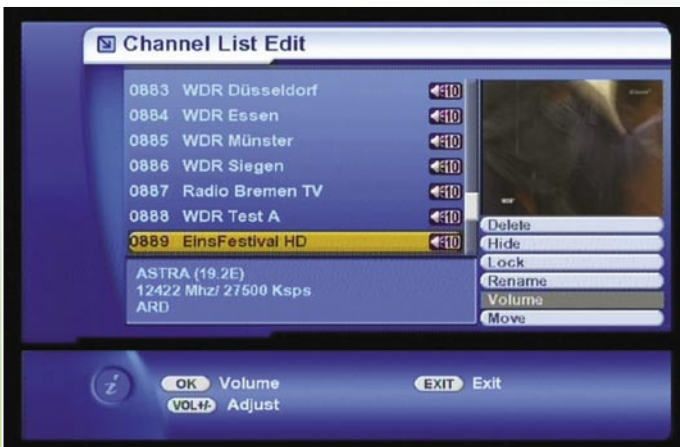 Channel List Edit
0883 WDR Düsseldorf 10
0884 WDR Essen 10
0885 WDR Münster 10
0886 WDR Siegen 10
0887 Radio Bremen TV 10
0888 WDR Test A 10
0889 EinsFestival HD 10
Delete
Hide
Lock
Rename
Volume
Move
ASTRA (19.2E)
12422 Mhz/ 27500 Ksps
ARD
i
OK Volume
EXIT Exit
VOL+/- Adjust